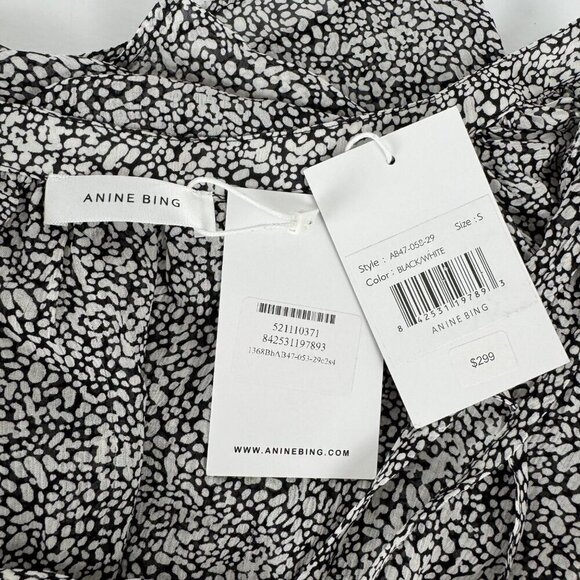 ANINE BING
521110371
842531197893
1368BbAB47-053-29c2s4
WWW.ANINEBING.COM
Style : AB47-058-29 Size :S
Color : BLACK/WHITE
8 42531 19789 3
ANINE BING
$299